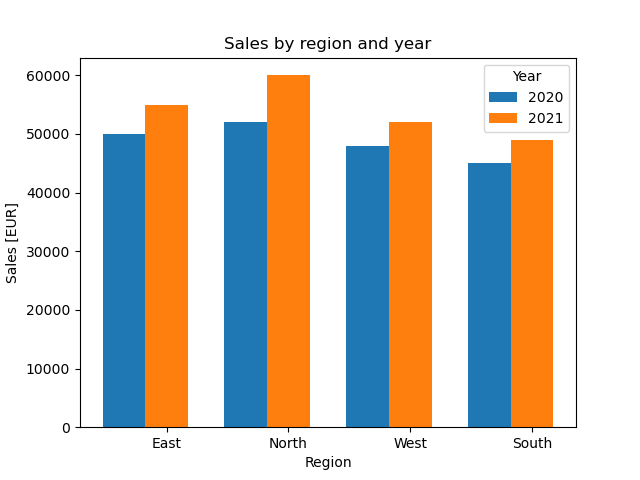 Sales by region and year
Year
2020
2021
60000
50000
40000
30000
20000
10000
0
Sales [EUR]
East North West South
Region